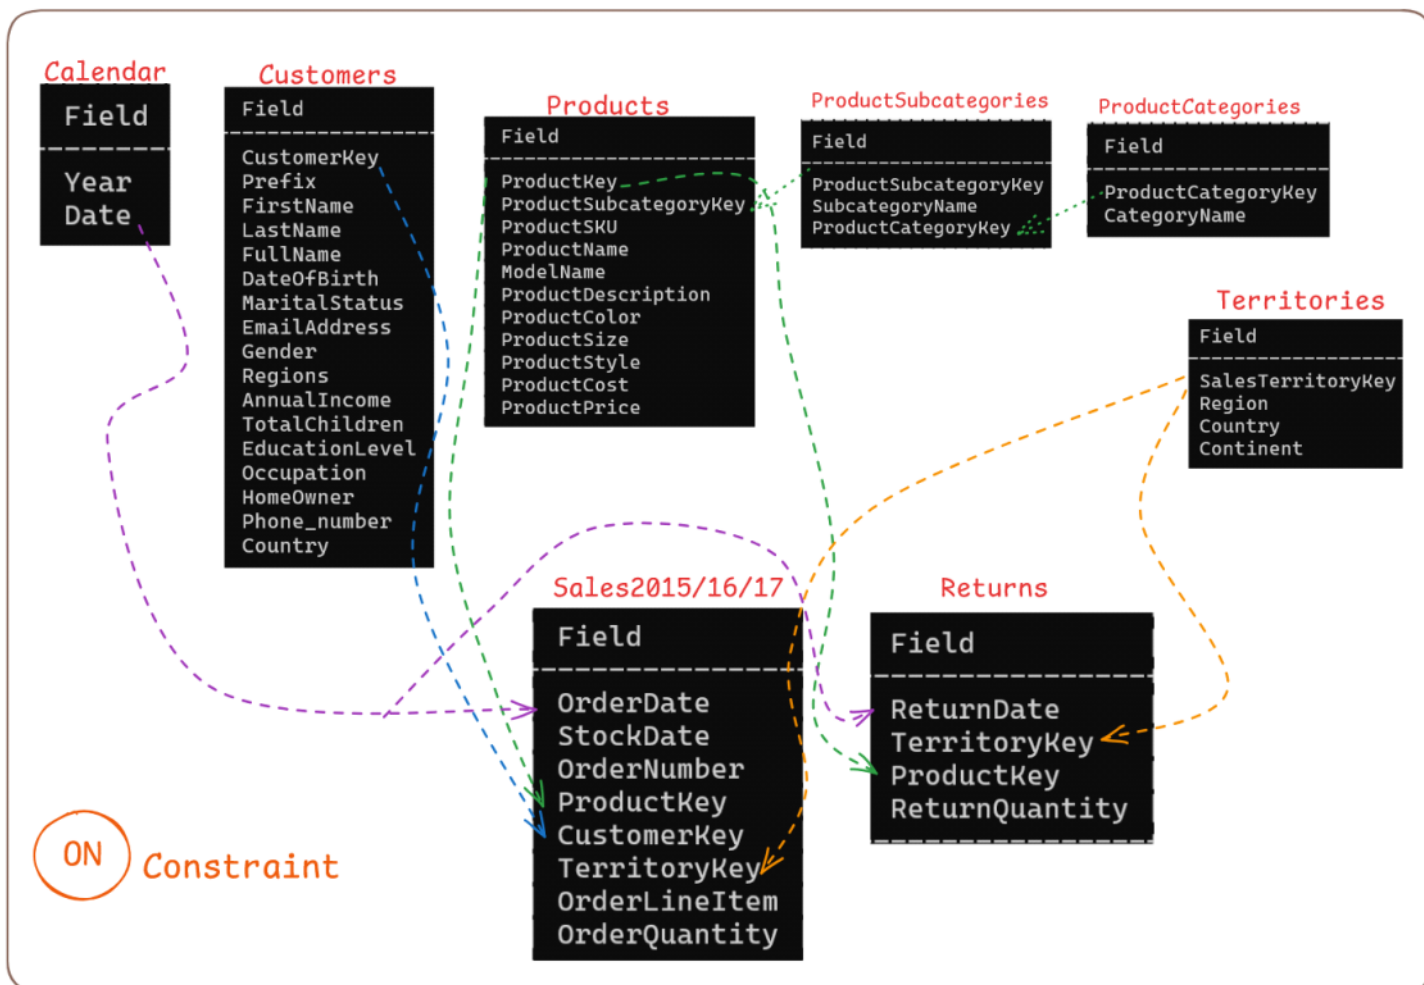 Calendar
Field
Year
Date
Customers
Field
CustomerKey
Prefix
FirstName
LastName
FullName
DateOfBirth
MaritalStatus
EmailAddress
Gender
Regions
AnnualIncome
TotalChildren
EducationLevel
Occupation
HomeOwner
Phone_number
Country
Products
Field
ProductKey
ProductSubcategoryKey
ProductSKU
ProductName
ModelName
ProductDescription
ProductColor
ProductSize
ProductStyle
ProductCost
ProductPrice
ProductSubcategories
Field
ProductSubcategoryKey
SubcategoryName
ProductCategoryKey
ProductCategories
Field
ProductCategoryKey
CategoryName
Territories
Field
SalesTerritoryKey
Region
Country
Continent
Sales2015/16/17
Field
OrderDate
StockDate
OrderNumber
ProductKey
CustomerKey
TerritoryKey
OrderLineItem
OrderQuantity
Returns
Field
ReturnDate
TerritoryKey
ProductKey
ReturnQuantity
ON Constraint